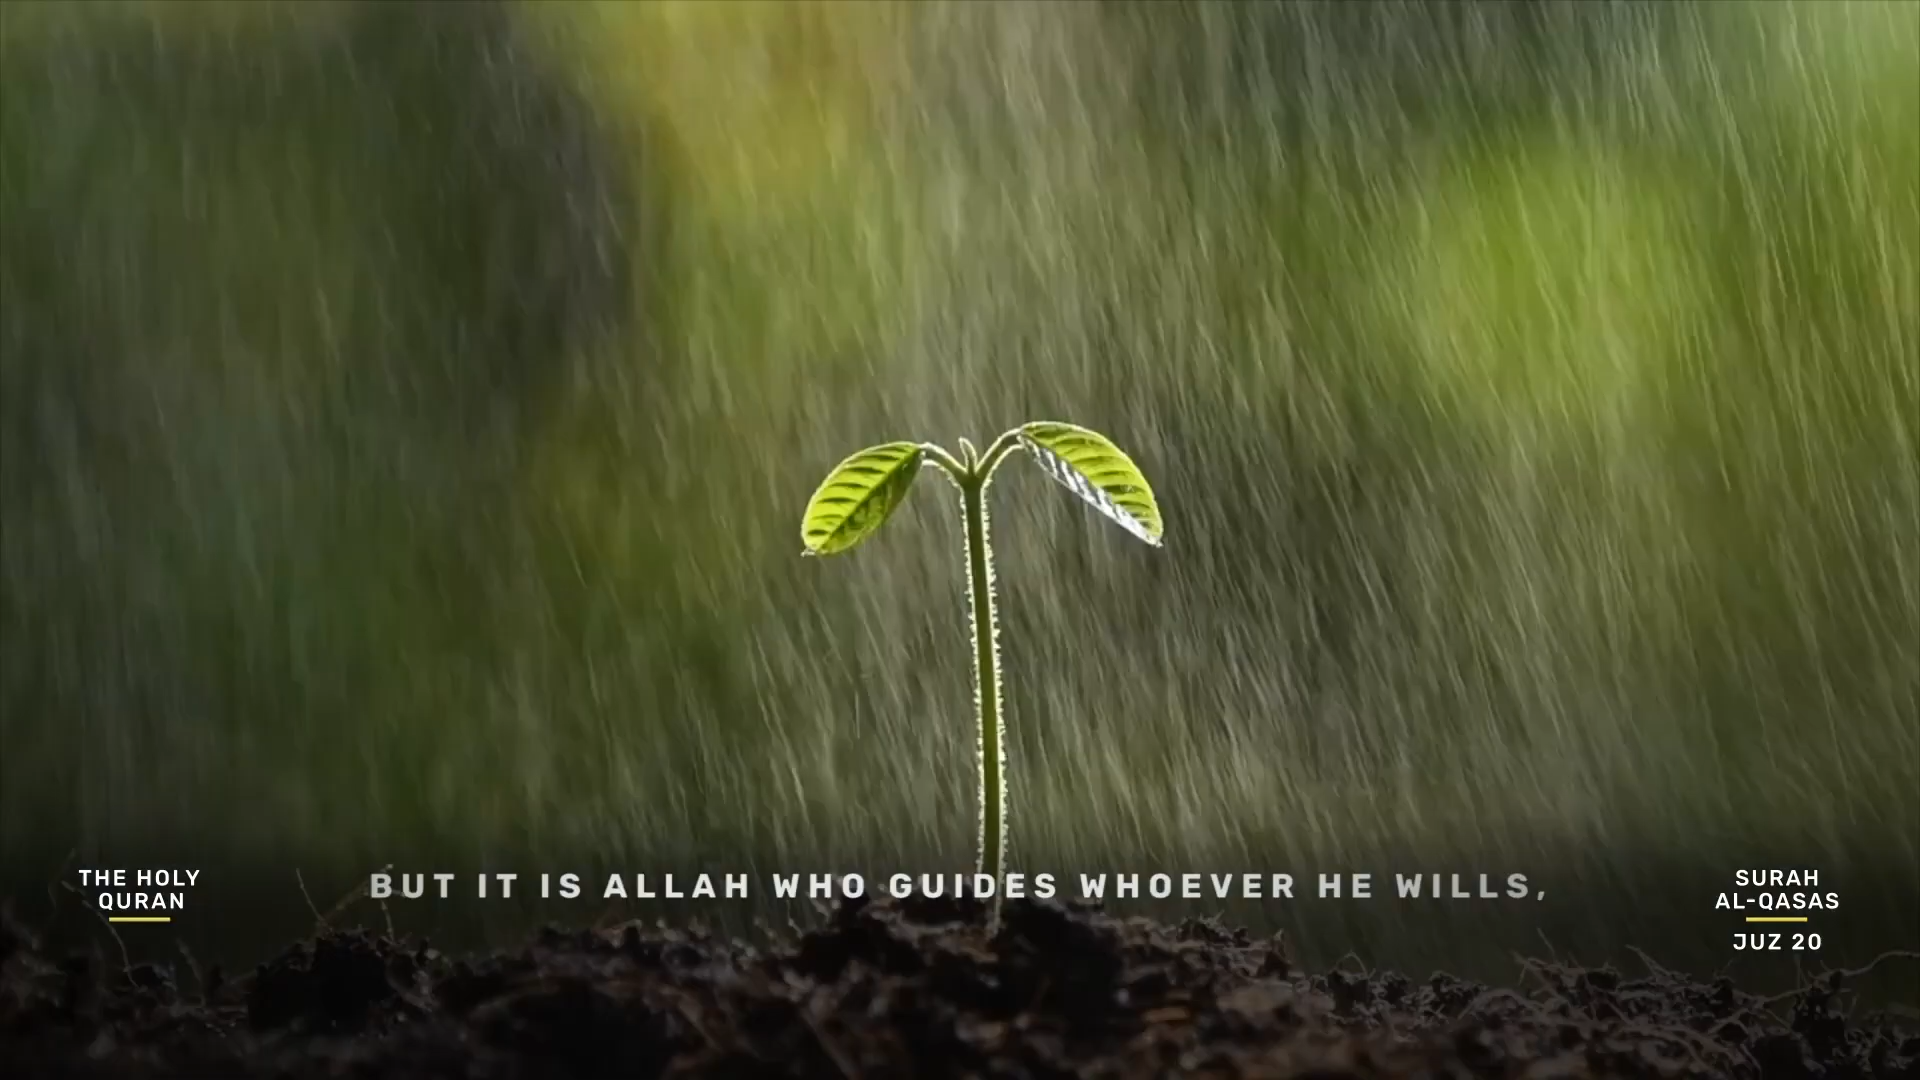 THE HOLY
QURAN
BUT IT IS ALLAH WHO GUIDES WHOEVER HE WILLS,
SURAH
AL-QASAS
JUZ 20